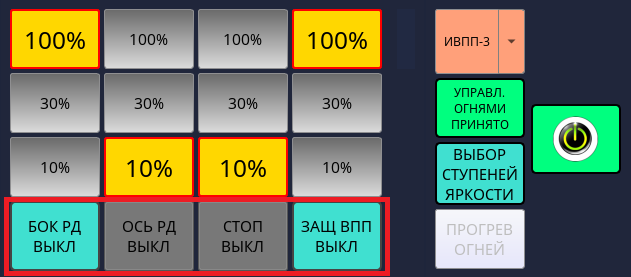 100% 100% 100% 100%
30% 30% 30% 30%
10% 10% 10% 10%
БОК РД
ВЫКЛ
ОСЬ РД
ВЫКЛ
СТОП
ВЫКЛ
ЗАЩ ВПП
ВЫКЛ
ИВПП-3
УПРАВЛ.
ОГНЯМИ
ПРИНЯТО
ВЫБОР
СТУПЕНЕЙ
ЯРКОСТИ
ПРОГРЕВ
ОГНЕЙ